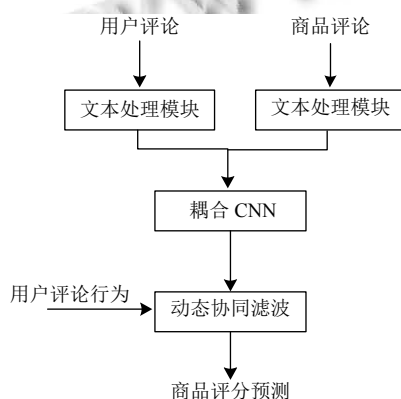 用户评论
商品评论
文本处理模块
文本处理模块
耦合 CNN
用户评论行为
动态协同滤波
商品评分预测